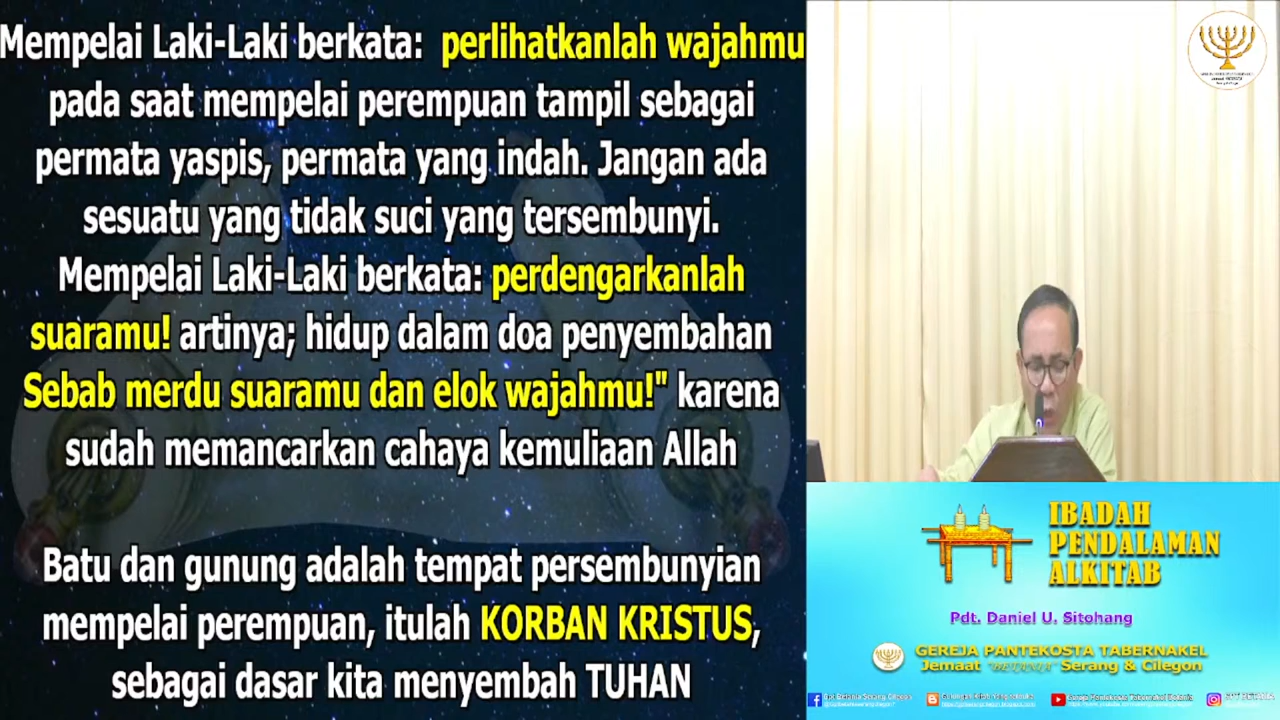 Mempelai Laki-Laki berkata: perlihatkanlah wajahmu
pada saat mempelai perempuan tampil sebagai
permata yaspis, permata yang indah. Jangan ada
sesuatu yang tidak suci yang tersembunyi.
Mempelai Laki-Laki berkata: perdengarkanlah
suaramu! artinya; hidup dalam doa penyembahan
Sebab merdu suaramu dan elok wajahmu!" karena
sudah memancarkan cahaya kemuliaan Allah
Batu dan gunung adalah tempat persembunyian
mempelai perempuan, itulah KORBAN KRISTUS,
sebagai dasar kita menyembah TUHAN
IBADAH
PENDALAMAN
ALKITAB
Pdt. Daniel U. Sitohang
GEREJA PANTEKOSTA TABERNAKEL
Jemaat "BETANIA" Serang & Cilegon